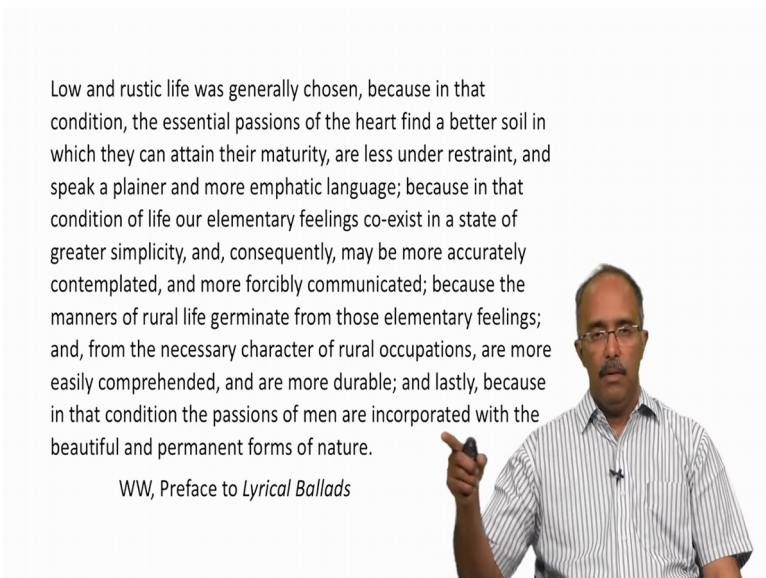 Low and rustic life was generally chosen, because in that
condition, the essential passions of the heart find a better soil in
which they can attain their maturity, are less under restraint, and
speak a plainer and more emphatic language; because in that
condition of life our elementary feelings co-exist in a state of
greater simplicity, and, consequently, may be more accurately
contemplated, and more forcibly communicated; because the
manners of rural life germinate from those elementary feelings;
and, from the necessary character of rural occupations, are more
easily comprehended, and are more durable; and lastly, because
in that condition the passions of men are incorporated with the
beautiful and permanent forms of nature.
WW, Preface to Lyrical Ballads